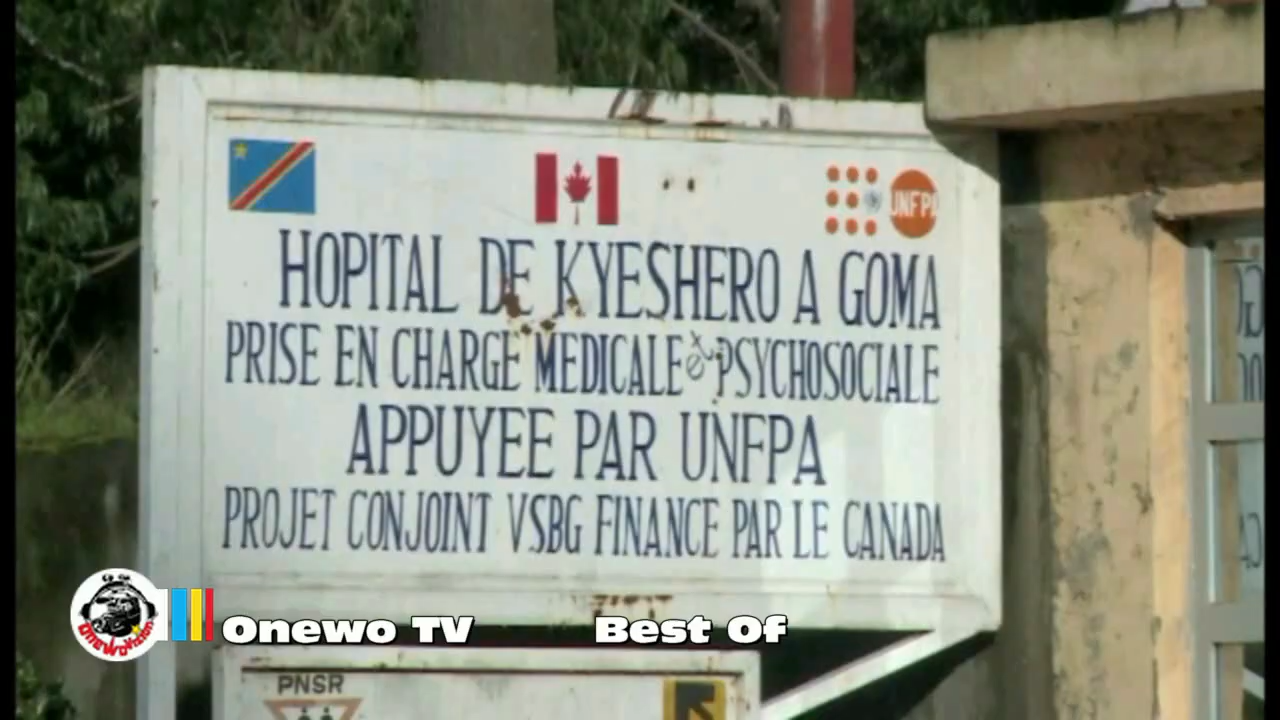 UNFPA
HOPITAL DE KYESHERO A GOMA
PRISE EN CHARGE MEDICALE et PSYCHOSOCIALE
APPUYEE PAR UNFPA
PROJET CONJOINT VSBG FINANCE PAR LE CANADA
OneWoVision
Onewo TV Best Of
PNSR